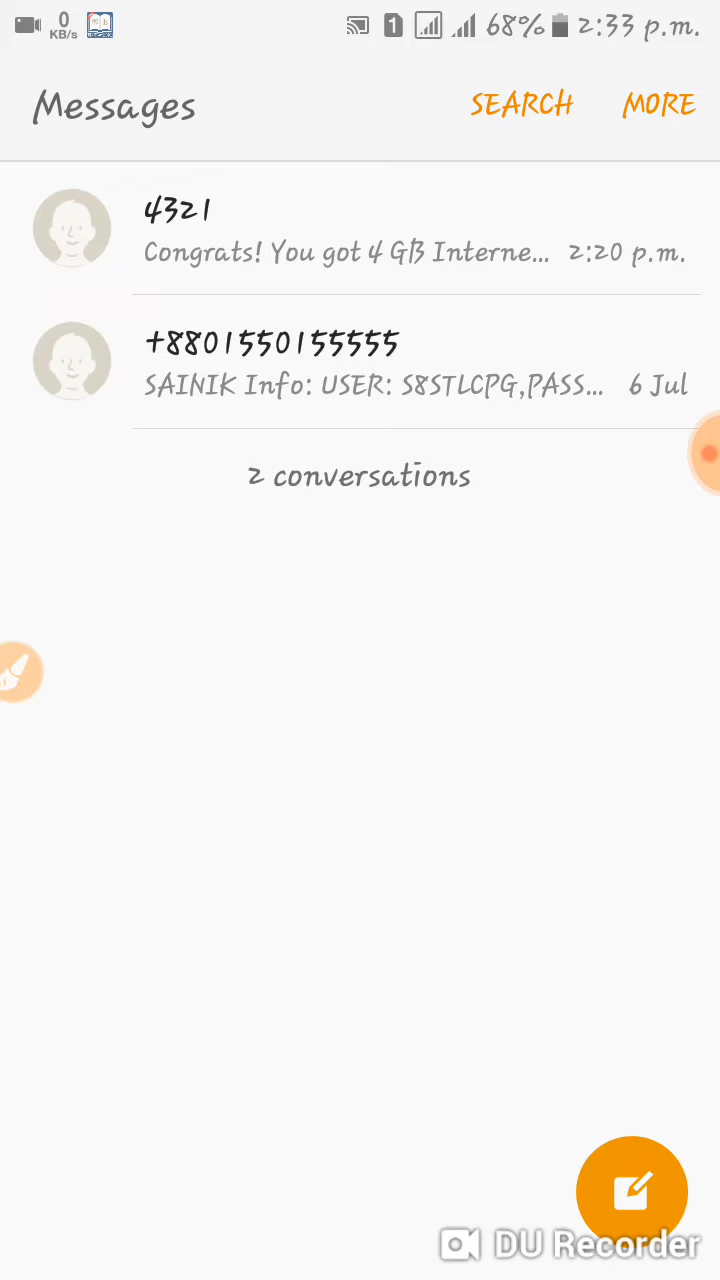 0 KB/s 1 68% 2:33 p.m.
Messages SEARCH MORE
4321
Congrats! You got 4 GB Interne... 2:20 p.m.
+8801550155555
SAINIK Info: USER: S8STLCPG,PASS... 6 Jul
2 conversations
DU Recorder